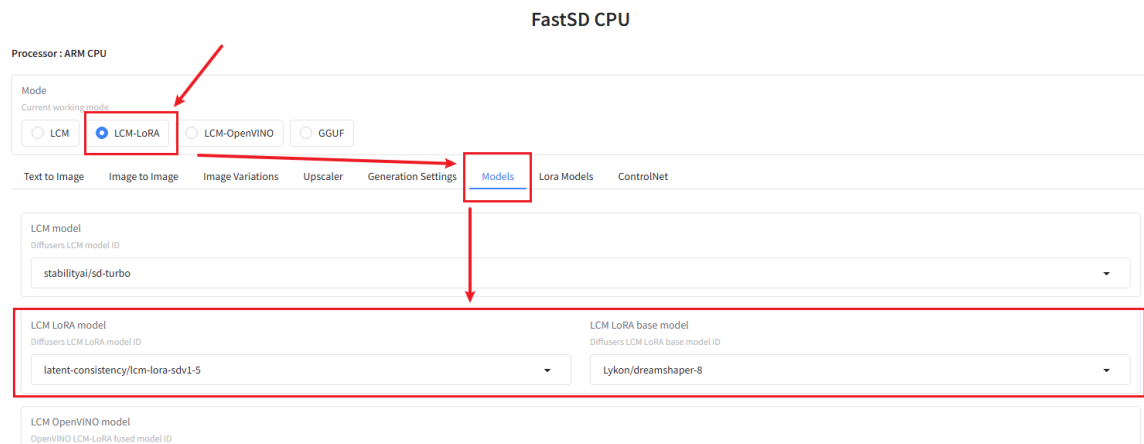 FastSD CPU
Processor : ARM CPU
Mode
Current working mode
LCM
LCM-LoRA
LCM-OpenVINO
GGUF
Text to Image
Image to Image
Image Variations
Upscaler
Generation Settings
Models
Lora Models
ControlNet
LCM model
Diffusers LCM model ID
stabilityai/sd-turbo
LCM LoRA model
Diffusers LCM LoRA model ID
latent-consistency/lcm-lora-sdv1-5
LCM LoRA base model
Diffusers LCM LoRA base model ID
Lykon/dreamshaper-8
LCM OpenVINO model
OpenVINO LCM-LoRA fused model ID